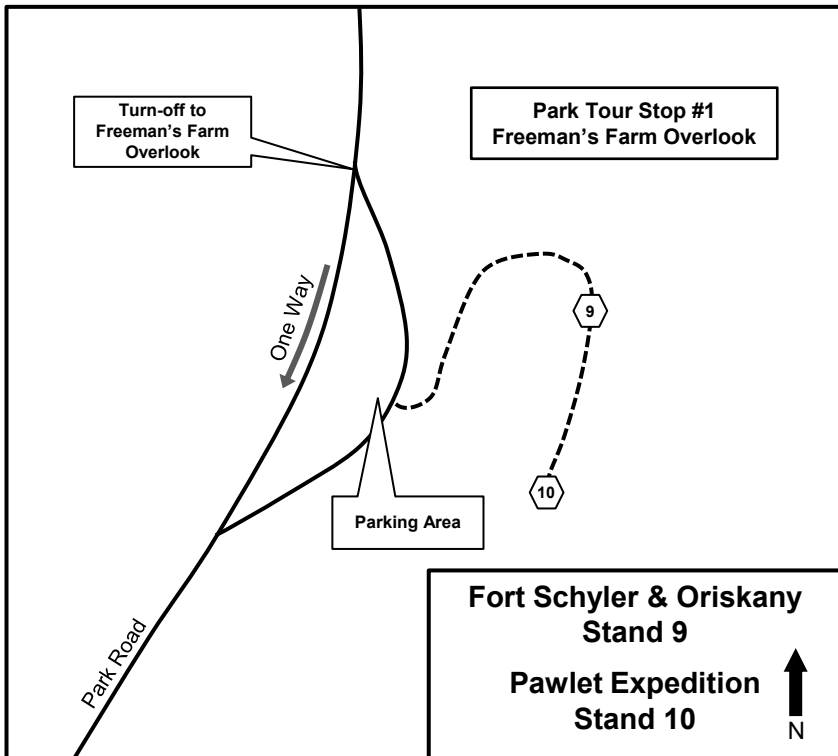 Turn-off to
Freeman’s Farm
Overlook
Park Tour Stop #1
Freeman’s Farm Overlook
One Way
9
10
Parking Area
Park Road
Fort Schyler & Oriskany
Stand 9
Pawlet Expedition
Stand 10
N